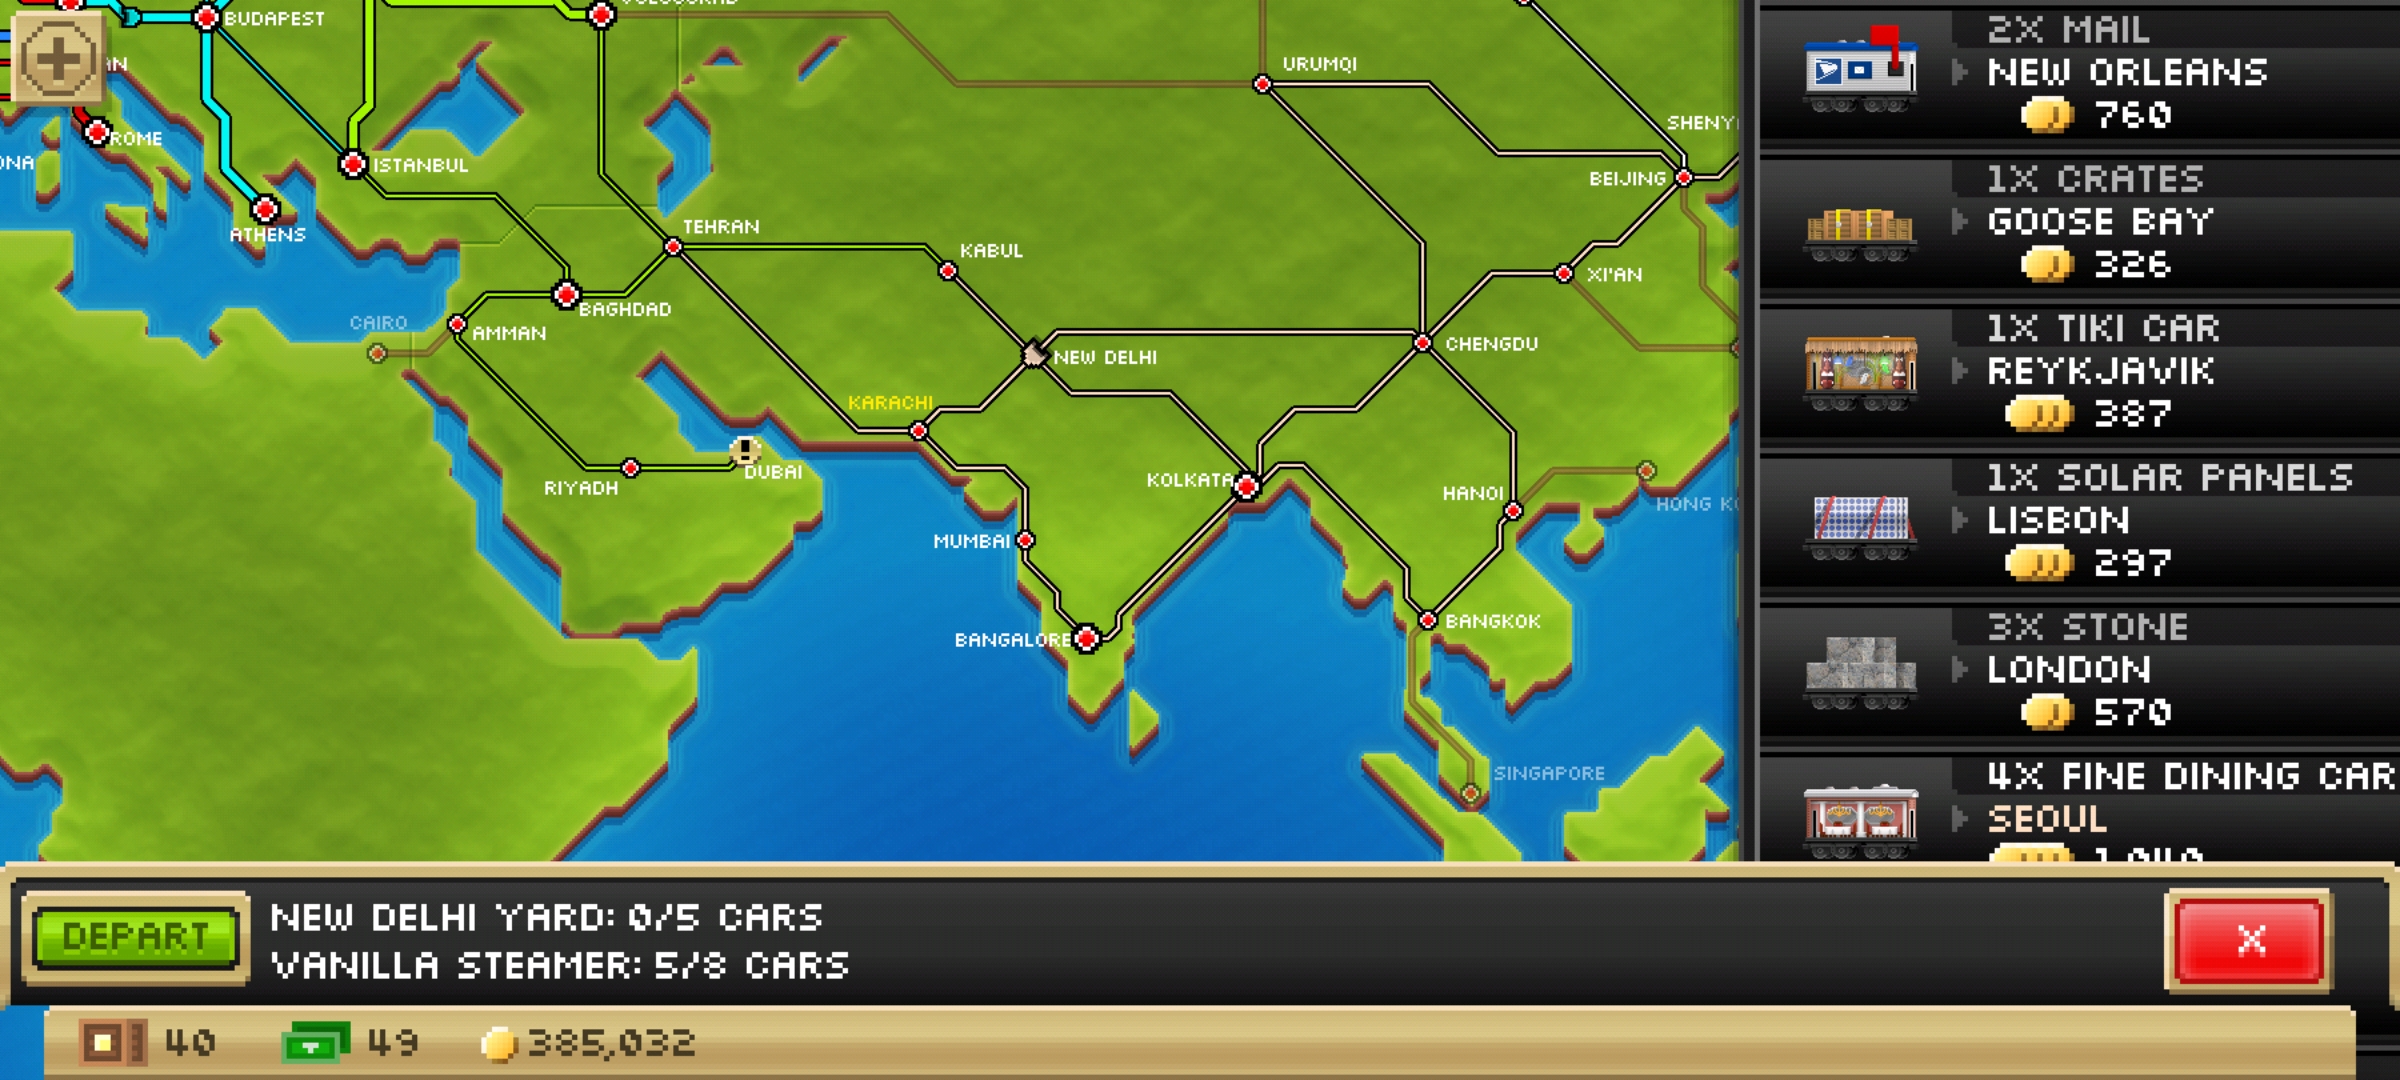 BUDAPEST
URUMQI
ROME
ISTANBUL
ATHENS
SHENY
BEIJING
TEHRAN
KABUL
XI'AN
BAGHDAD
CAIRO
AMMAN
NEW DELHI
CHENGDU
KARACHI
DUBAI
RIYADH
KOLKATA
HANOI
HONG KO
MUMBAI
BANGALORE
BANGKOK
SINGAPORE
2X MAIL
NEW ORLEANS
760
1X CRATES
GOOSE BAY
326
1X TIKI CAR
REYKJAVIK
387
1X SOLAR PANELS
LISBON
297
3X STONE
LONDON
570
4X FINE DINING CAR
SEOUL
1,040
DEPART
NEW DELHI YARD: 0/5 CARS
VANILLA STEAMER: 5/8 CARS
X
40
49
385,032